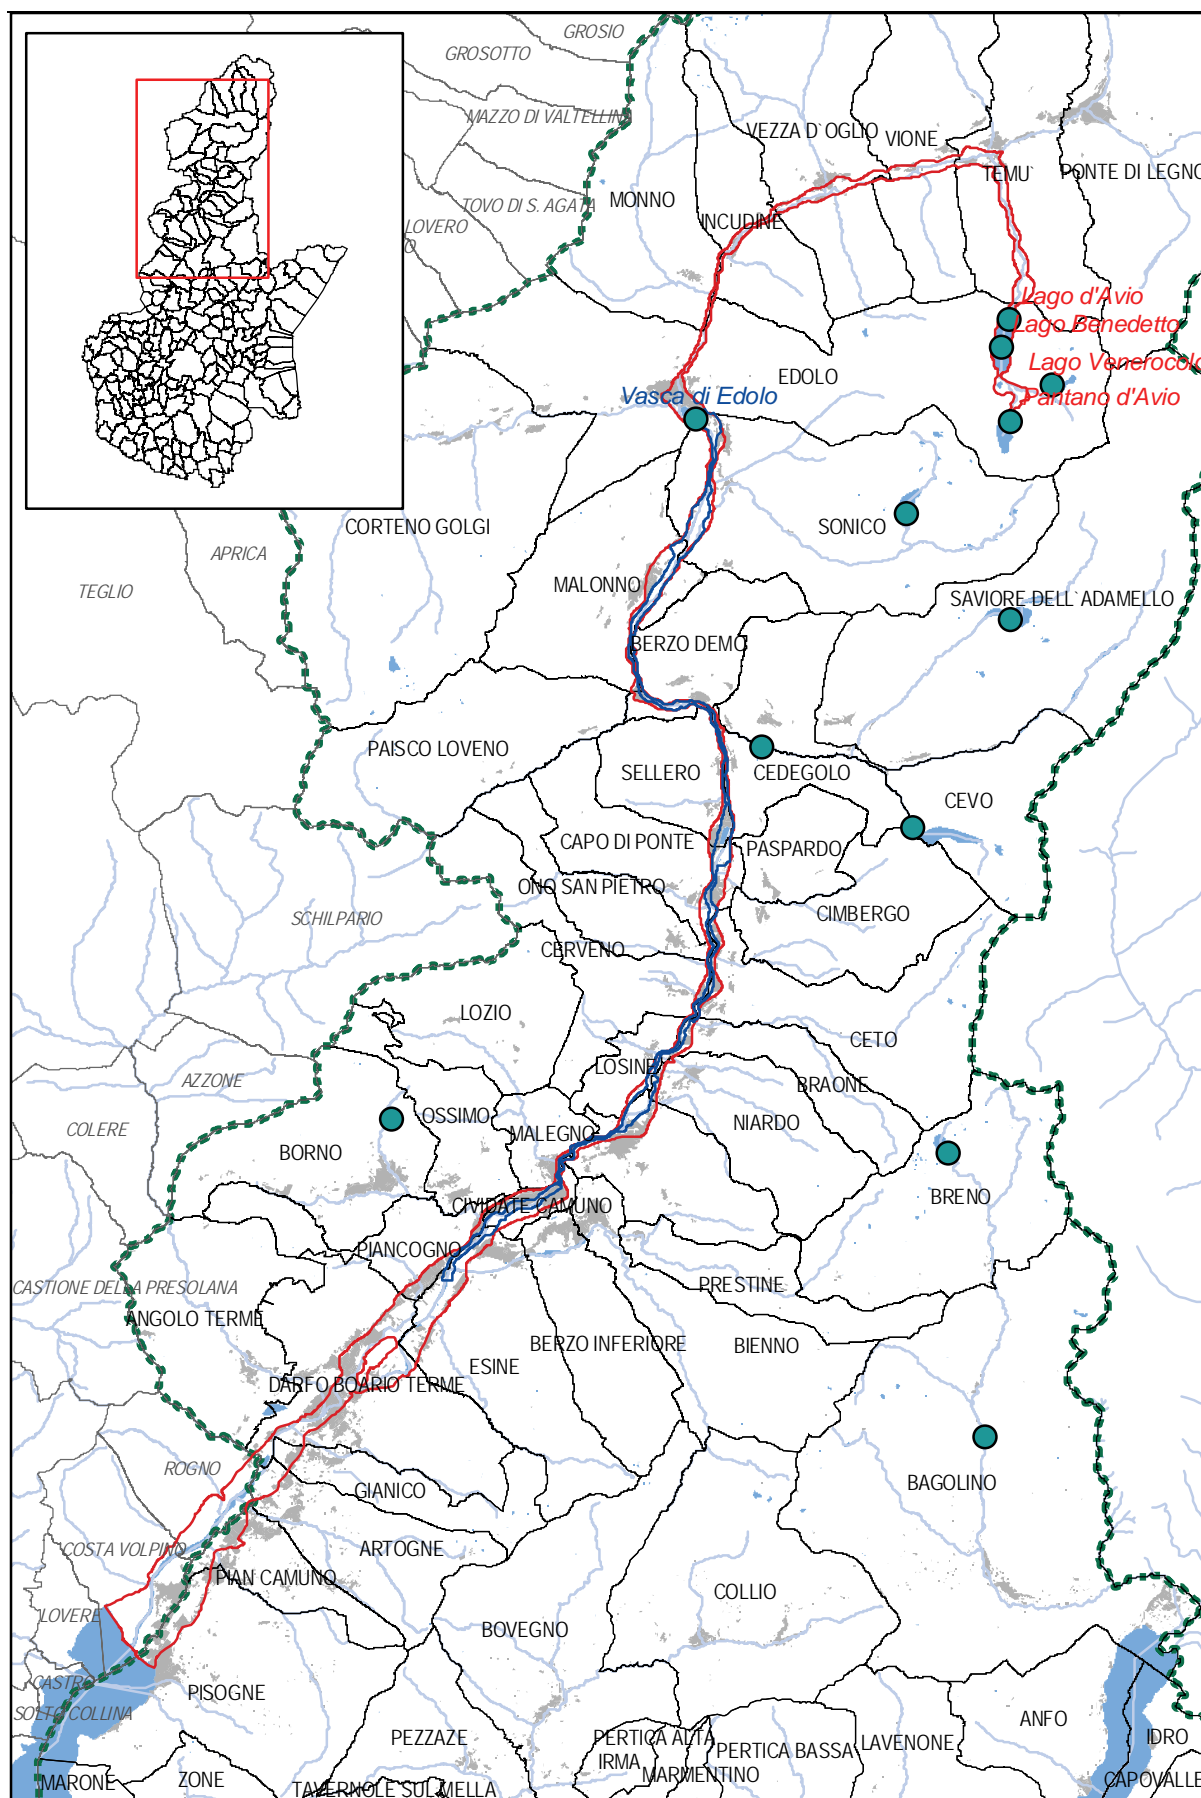 GROSIO
GROSOTTO
MAZZO DI VALTELLINA
VEZZA D`OGLIO
VIONE
TEMU`
PONTE DI LEGNO
MONNO
TOVO DI S. AGATA
INCUDINE
LOVERO
O
Lago d'Avio
Lago Benedetto
Lago Venerocolo
EDOLO
Vasca di Edolo
Pantano d'Avio
CORTENO GOLGI
SONICO
APRICA
TEGLIO
MALONNO
SAVIORE DELL`ADAMELLO
BERZO DEMO
PAISCO LOVENO
SELLERO
CEDEGOLO
CEVO
CAPO DI PONTE
PASPARDO
ONO SAN PIETRO
CIMBERGO
SCHILPARIO
CERVENO
LOZIO
CETO
LOSINE
AZZONE
BRAONE
OSSIMO
NIARDO
COLERE
MALEGNO
BORNO
BRENO
CIVIDATE CAMUNO
PIANCOGNO
CASTIONE DELLA PRESOLANA
PRESTINE
ANGOLO TERME
BERZO INFERIORE
BIENNO
ESINE
DARFO BOARIO TERME
ROGNO
BAGOLINO
GIANICO
COSTA VOLPINO
ARTOGNE
PIAN CAMUNO
COLLIO
LOVERE
BOVEGNO
CASTRO
PISOGNE
SOLTO COLLINA
ANFO
PEZZAZE
PERTICA ALTA
IDRO
LAVENONE
PERTICA BASSA
IRMA
MARMENTINO
MARONE
ZONE
CAPOVALLE
TAVERNOLE SUL MELLA